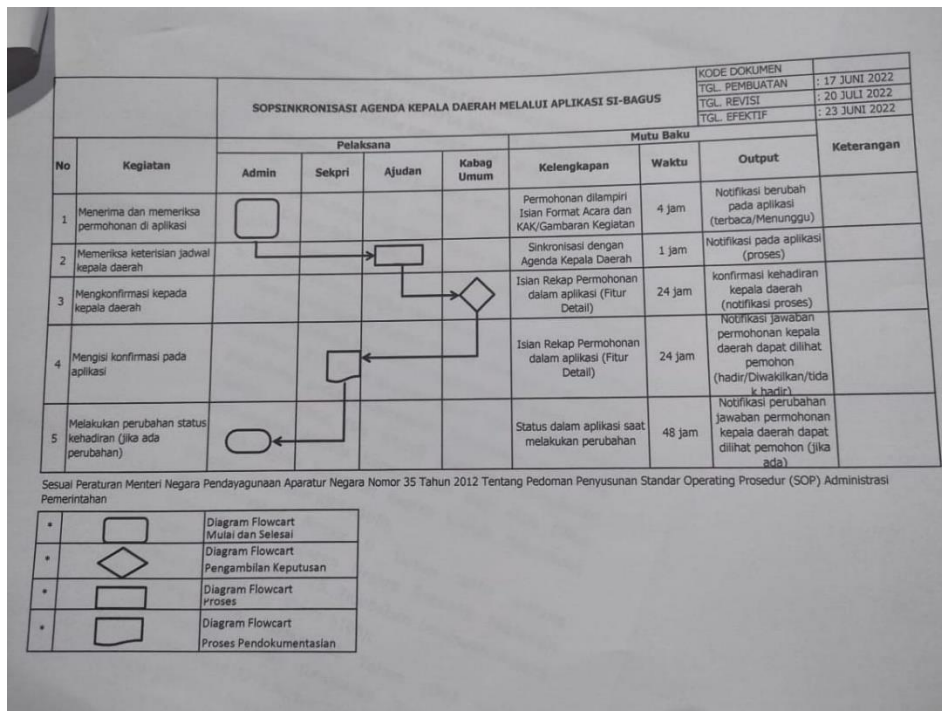 SOPSINKRONISASI AGENDA KEPALA DAERAH MELALUI APLIKASI SI-BAGUS
KODE DOKUMEN
TGL. PEMBUATAN : 17 JUNI 2022
TGL. REVISI : 20 JULI 2022
TGL. EFEKTIF : 23 JUNI 2022
No
Kegiatan
Pelaksana
Mutu Baku
Keterangan
Admin
Sekpri
Ajudan
Kabag
Umum
Kelengkapan
Waktu
Output
1
Menerima dan memeriksa
permohonan di aplikasi
Permohonan dilampiri
Isian Format Acara dan
KAK/Gambaran Kegiatan
4 jam
Notifikasi berubah
pada aplikasi
(terbaca/Menunggu)
2
Memeriksa keterisian jadwal
kepala daerah
Sinkronisasi dengan
Agenda Kepala Daerah
1 jam
Notifikasi pada aplikasi
(proses)
3
Mengkonfirmasi kepada
kepala daerah
Isian Rekap Permohonan
dalam aplikasi (Fitur
Detail)
24 jam
konfirmasi kehadiran
kepala daerah
(notifikasi proses)
4
Mengisi konfirmasi pada
aplikasi
Isian Rekap Permohonan
dalam aplikasi (Fitur
Detail)
24 jam
Notifikasi jawaban
permohonan kepala
daerah dapat dilihat
pemohon
(hadir/Diwakilkan/tida
k hadir)
5
Melakukan perubahan status
kehadiran (jika ada
perubahan)
Status dalam aplikasi saat
melakukan perubahan
48 jam
Notifikasi perubahan
jawaban permohonan
kepala daerah dapat
dilihat pemohon (jika
ada)
Sesuai Peraturan Menteri Negara Pendayagunaan Aparatur Negara Nomor 35 Tahun 2012 Tentang Pedoman Penyusunan Standar Operating Prosedur (SOP) Administrasi
Pemerintahan
*
Diagram Flowcart
Mulai dan Selesai
*
Diagram Flowcart
Pengambilan Keputusan
*
Diagram Flowcart
Proses
*
Diagram Flowcart
Proses Pendokumentasian